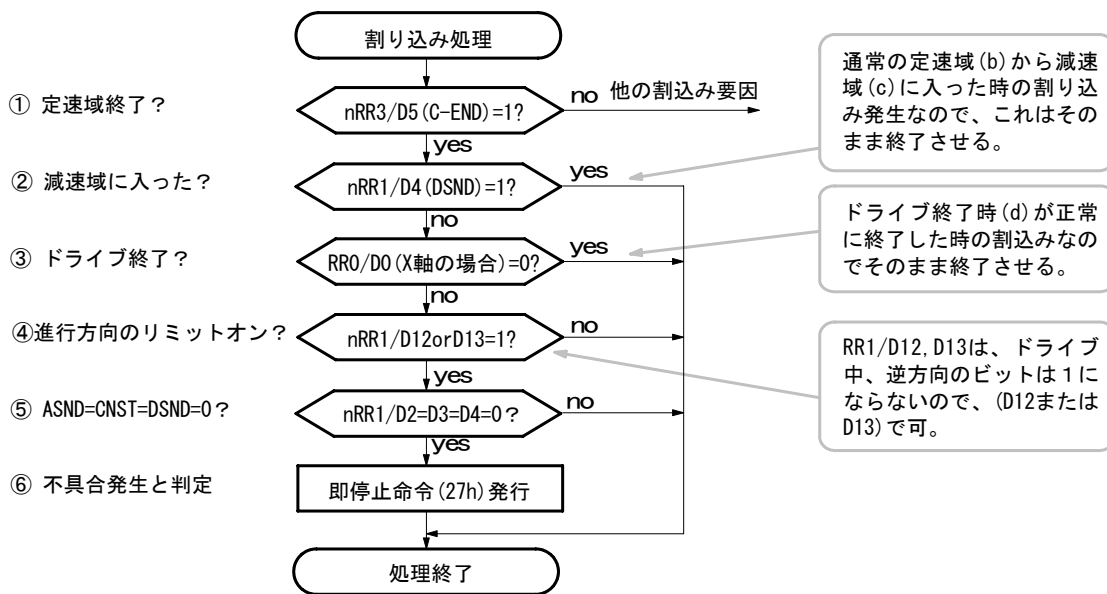 割り込み処理
① 定速域終了？
nRR3/D5(C-END)=1?
no
他の割込み要因
yes
通常の定速域(b)から減速
域(c)に入った時の割り込
み発生なので、これはその
まま終了させる。
② 減速域に入った？
nRR1/D4(DSND)=1?
yes
no
③ ドライブ終了？
RR0/D0(X軸の場合)=0?
yes
no
ドライブ終了時(d)が正常
に終了した時の割込みなの
でそのまま終了させる。
④進行方向のリミットオン？
nRR1/D12orD13=1?
no
yes
RR1/D12,D13は、ドライブ
中、逆方向のビットは１に
ならないので、(D12または
D13)で可。
⑤ ASND=CNST=DSND=0？
nRR1/D2=D3=D4=0？
no
yes
⑥ 不具合発生と判定
即停止命令(27h)発行
処理終了